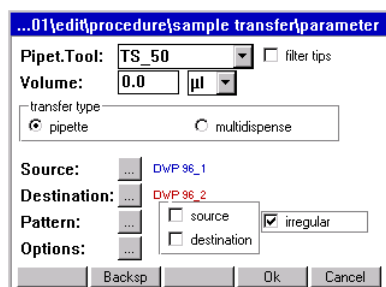 ...01\edit\procedure\sample transfer\parameter
Pipet.Tool: TS_50 filter tips
Volume: 0.0 µl
transfer type
pipette multidispense
Source: ... DWP 96_1
Destination: ... DWP 96_2
Pattern: ... source irregular
destination
Options: ...
Backsp Ok Cancel